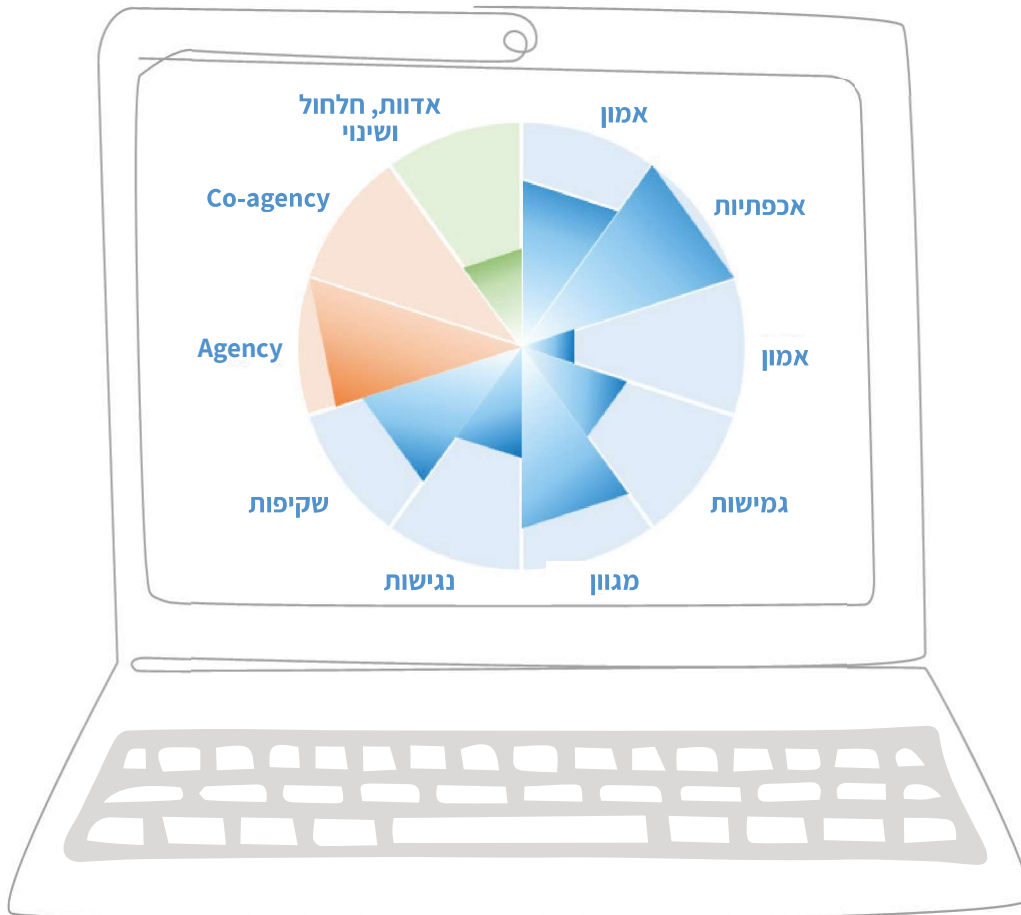 אדוות, חלחול
ושינוי
אמון
Co-agency
אכפתיות
Agency
אמון
שקיפות
גמישות
נגישות
מגוון